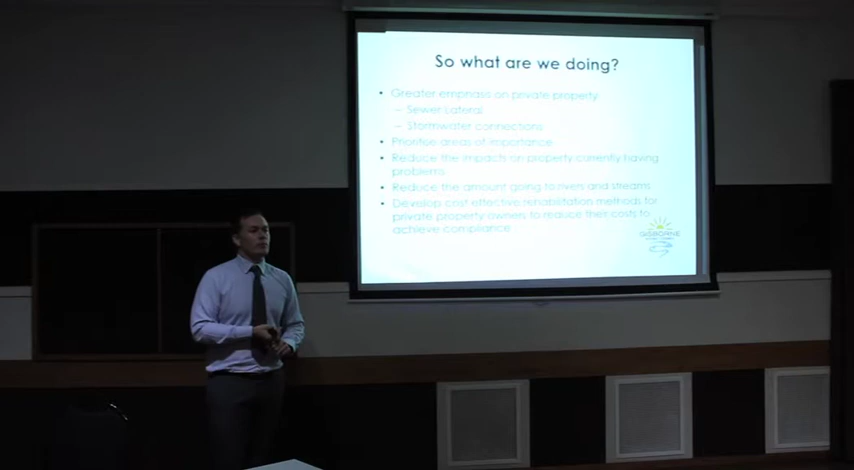 So what are we doing?
• Greater emphasis on private property
– Sewer Lateral
– Stormwater connections
• Prioritise areas of importance
• Reduce the impacts on property currently having
problems
• Reduce the amount going to rivers and streams
• Develop cost effective rehabilitation methods for
private property owners to reduce their costs to
achieve compliance
GISBORNE